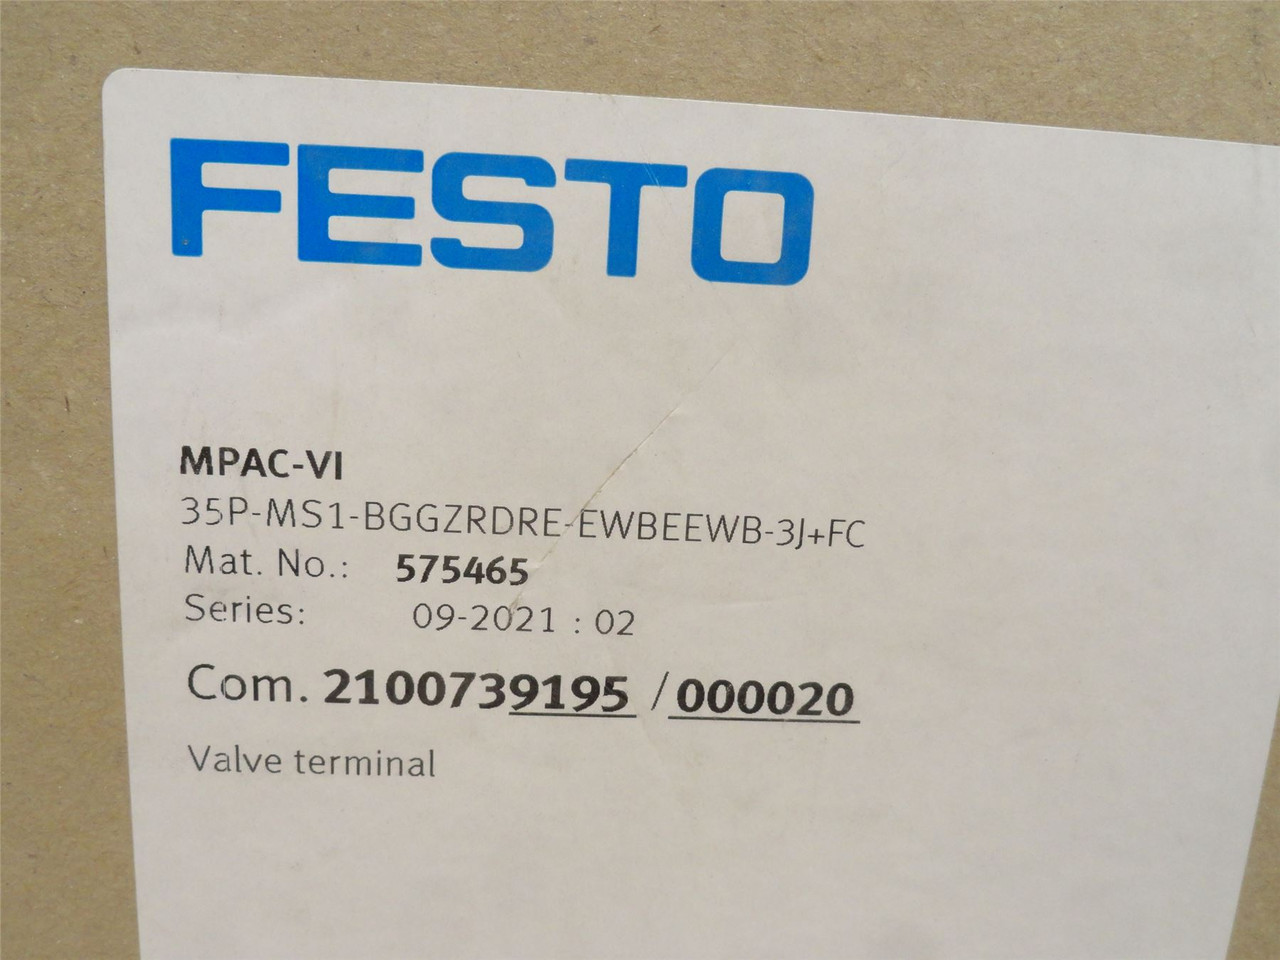 FESTO
MPAC-VI
35P-MS1-BGGZRDRE-EWBEEWB-3J+FC
Mat. No.: 575465
Series: 09-2021 : 02
Com. 2100739195 /000020
Valve terminal